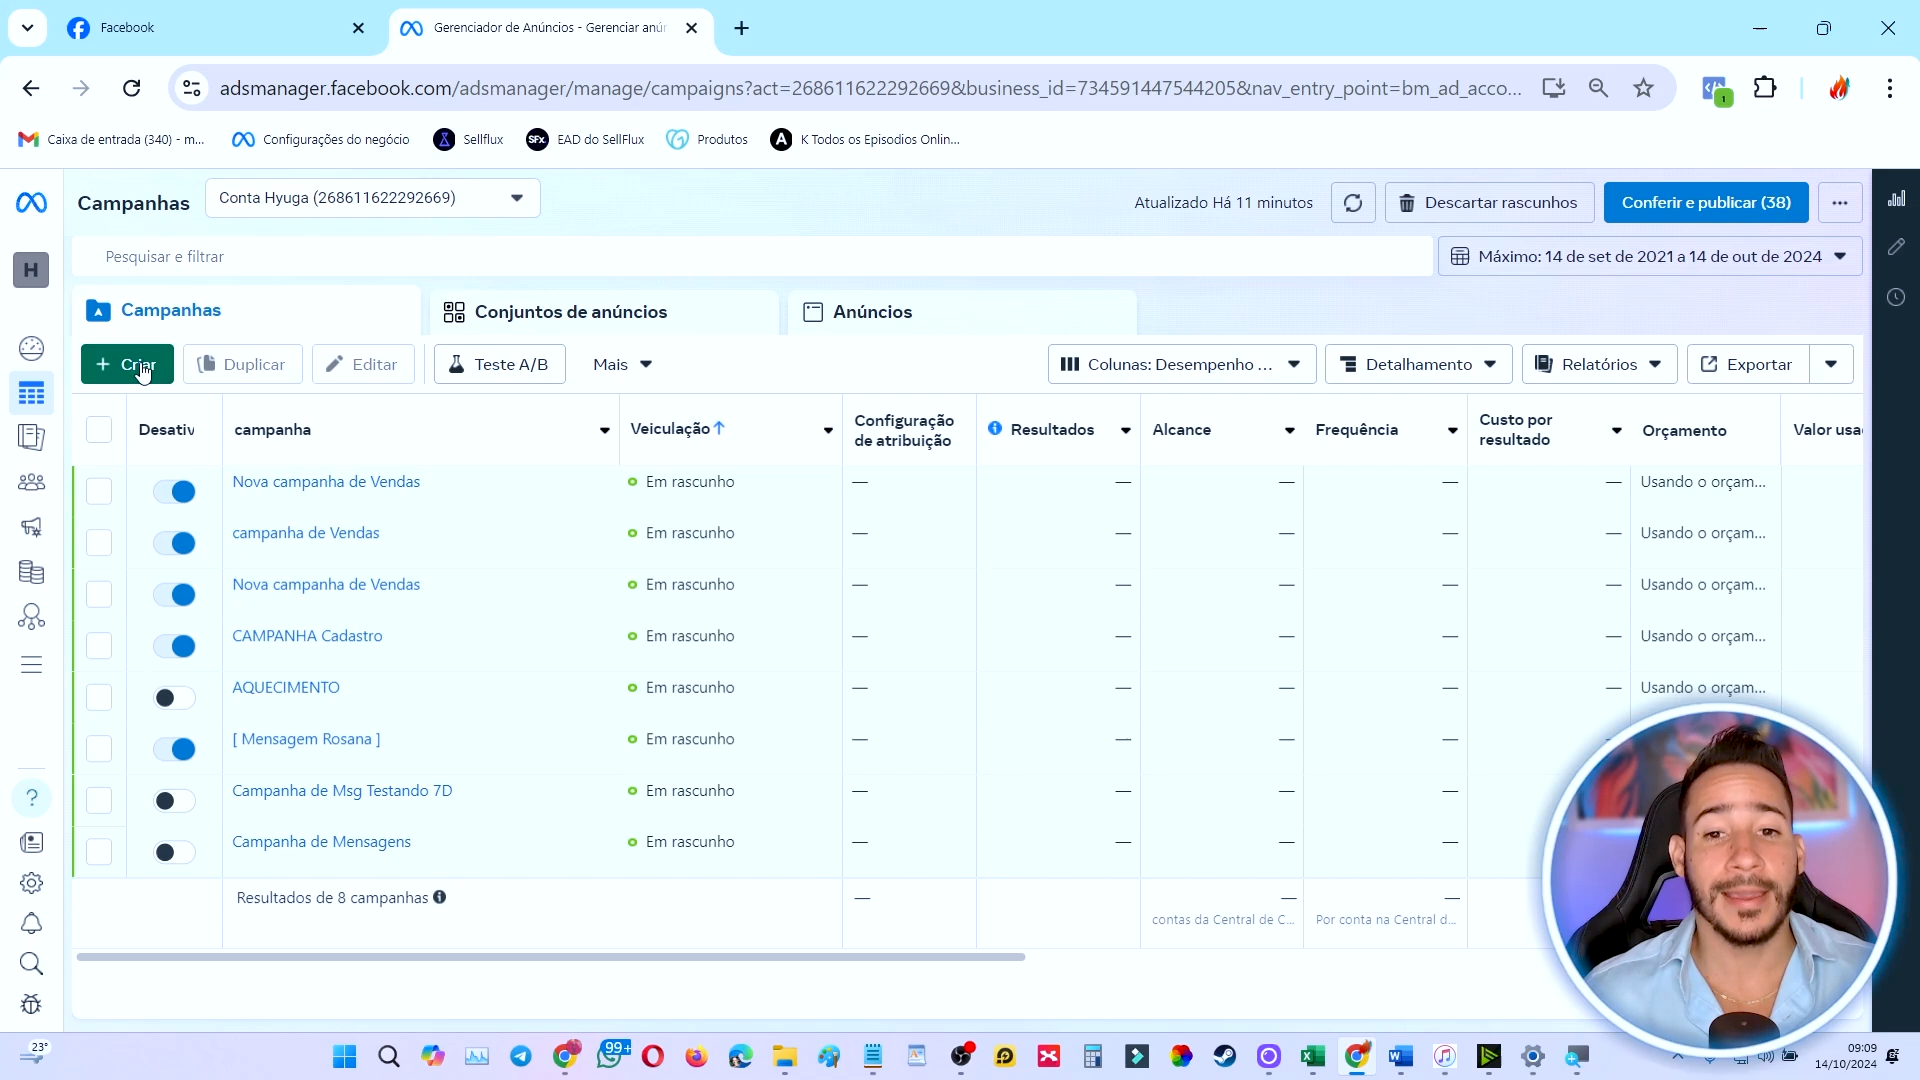 Facebook
Gerenciador de Anúncios - Gerenciar anún
adsmanager.facebook.com/adsmanager/manage/campaigns?act=268611622292669&business_id=734591447544205&nav_entry_point=bm_ad_acco...
1
Caixa de entrada (340) - m...
Configurações do negócio
Sellflux
SFx
EAD do SellFlux
Produtos
A
K Todos os Episodios Onlin...
Campanhas
Conta Hyuga (268611622292669)
Atualizado Há 11 minutos
Descartar rascunhos
Conferir e publicar (38)
H
Pesquisar e filtrar
Máximo: 14 de set de 2021 a 14 de out de 2024
Campanhas
Conjuntos de anúncios
Anúncios
+ Criar
Duplicar
Editar
Teste A/B
Mais
Colunas: Desempenho ...
Detalhamento
Relatórios
Exportar
Desativ
campanha
Veiculação
Configuração de atribuição
Resultados
Alcance
Frequência
Custo por resultado
Orçamento
Valor usa
Nova campanha de Vendas
Em rascunho
—
—
—
—
—
Usando o orçam...
campanha de Vendas
Em rascunho
—
—
—
—
—
Usando o orçam...
Nova campanha de Vendas
Em rascunho
—
—
—
—
—
Usando o orçam...
CAMPANHA Cadastro
Em rascunho
—
—
—
—
—
Usando o orçam...
AQUECIMENTO
Em rascunho
—
—
—
—
—
Usando o orçam...
[ Mensagem Rosana ]
Em rascunho
—
—
—
—
Campanha de Msg Testando 7D
Em rascunho
—
—
—
—
Campanha de Mensagens
Em rascunho
—
—
—
—
Resultados de 8 campanhas
—
—
contas da Central de C...
—
Por conta na Central d...
?
23°
99+
09:09
14/10/2024